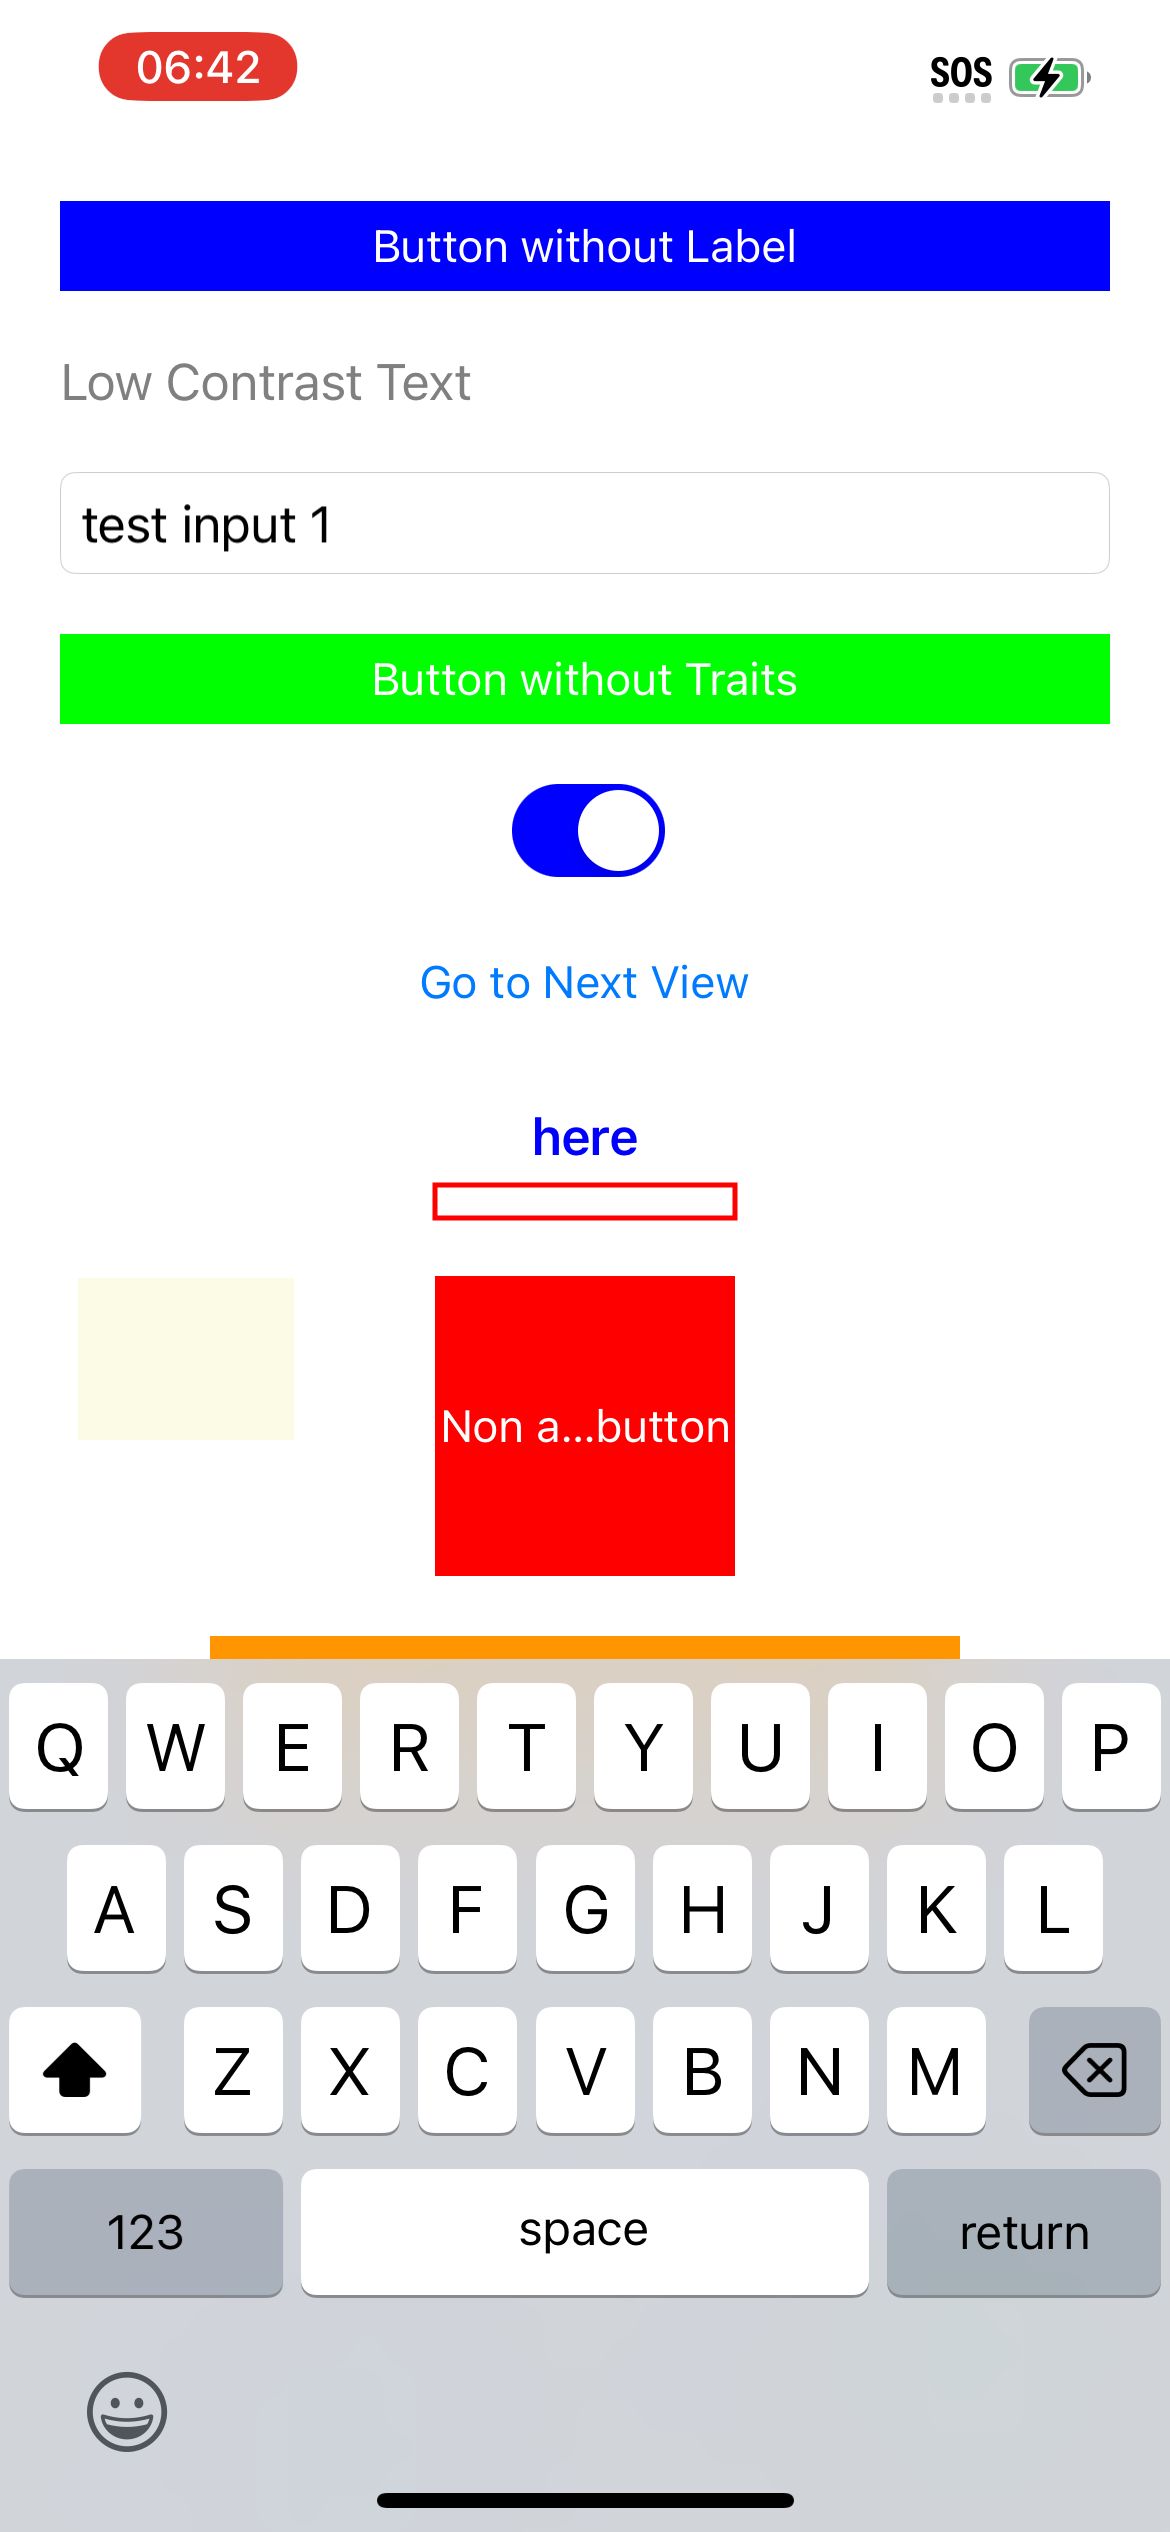 06:42 SOS
Button without Label
Low Contrast Text
test input 1
Button without Traits
Go to Next View
here
Non a...button
Q W E R T Y U I O P
A S D F G H J K L
Z X C V B N M
123 space return